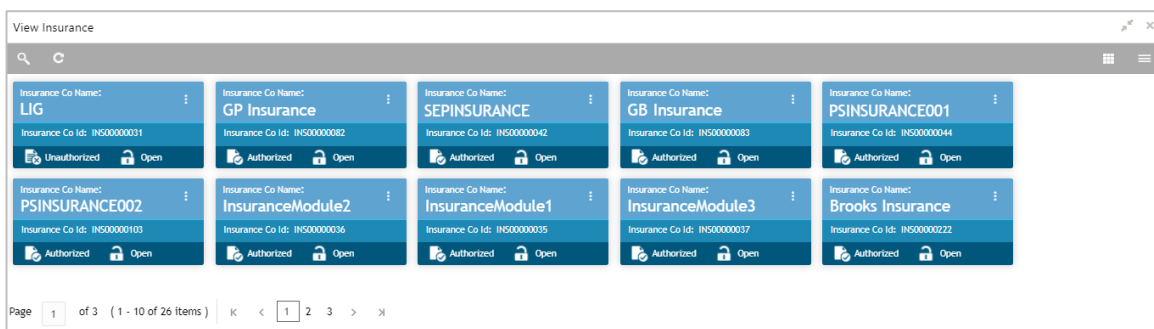 View Insurance
Insurance Co Name: Insurance Co Name: Insurance Co Name: Insurance Co Name: Insurance Co Name:
LIG GP Insurance SEPINSURANCE GB Insurance PSINSURANCE001
Insurance Co Id: INS00000031 Insurance Co Id: INS00000082 Insurance Co Id: INS00000042 Insurance Co Id: INS00000083 Insurance Co Id: INS00000044
Unauthorized Open Authorized Open Authorized Open Authorized Open Authorized Open
Insurance Co Name: Insurance Co Name: Insurance Co Name: Insurance Co Name: Insurance Co Name:
PSINSURANCE002 InsuranceModule2 InsuranceModule1 InsuranceModule3 Brooks Insurance
Insurance Co Id: INS00000103 Insurance Co Id: INS00000036 Insurance Co Id: INS00000035 Insurance Co Id: INS00000037 Insurance Co Id: INS00000222
Authorized Open Authorized Open Authorized Open Authorized Open Authorized Open
Page 1 of 3 ( 1 - 10 of 26 items ) K < 1 2 3 > Ж